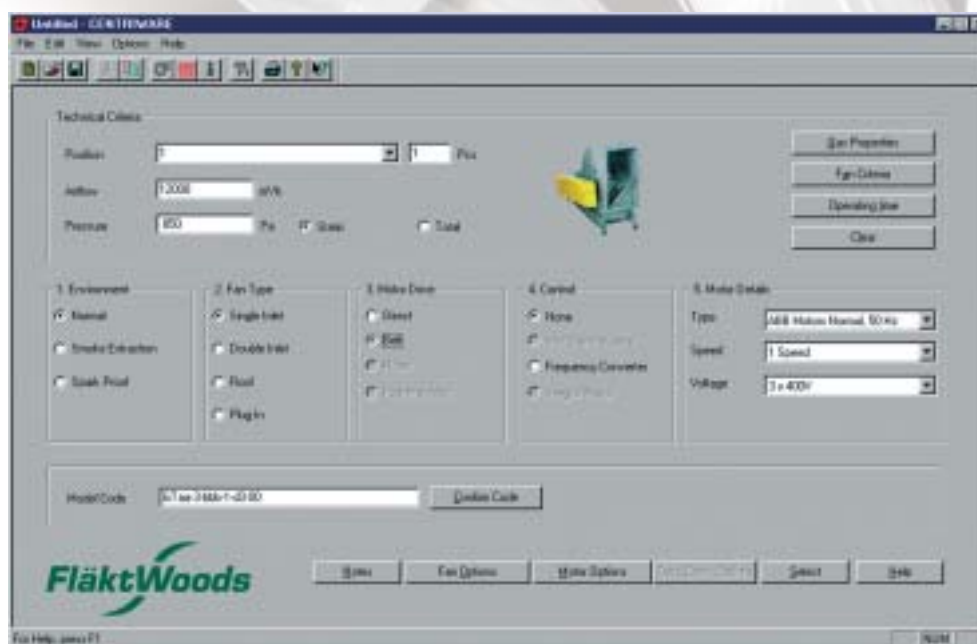 Untitled - CENTRIWARE
File Edit View Options Help
Technical Criteria
Position 1 1 Pcs
Airflow 12000 m³/h
Pressure 850 Pa Static Total
Gas Properties
Fan Criteria
Operating time
Clear
1. Environment
Normal
Smoke Extraction
Spark Proof
2. Fan Type
Single Inlet
Double Inlet
Roof
Plug In
3. Motor Drive
Direct
Belt
4. Control
None
Frequency Converter
5. Motor Details
Type ABB Motors Normal, 50 Hz
Speed 1 Speed
Voltage 3 x 400V
Model Code
Confirm Code
FläktWoods
Notes Fan Options Motor Options Select Help
For Help, press F1
NUM